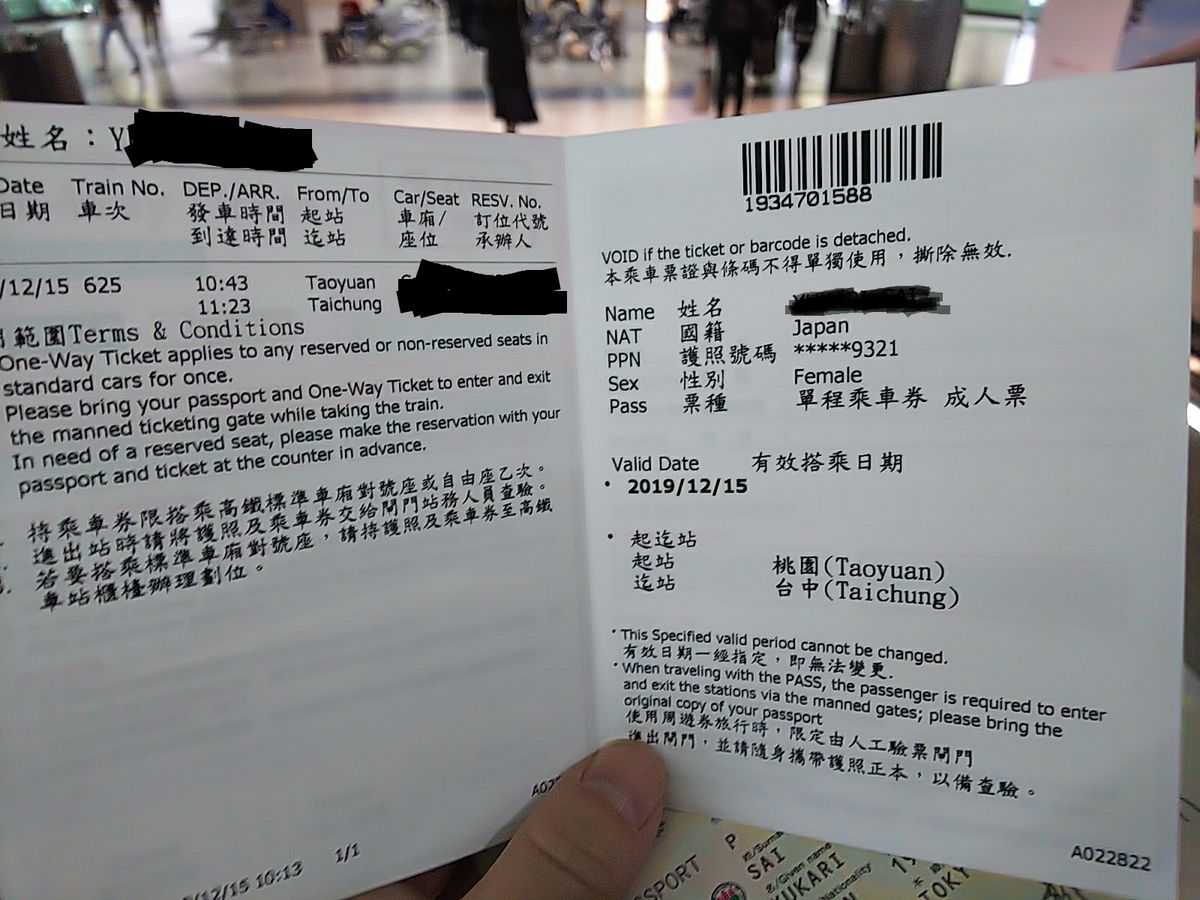 姓名：Y
Date Train No. DEP./ARR. From/To Car/Seat RESV. No.
日期 車次 發車時間 起站 車廂/ 訂位代號
到達時間 迄站 座位 承辦人
/12/15 625 10:43 Taoyuan
11:23 Taichung
範圍Terms & Conditions
One-Way Ticket applies to any reserved or non-reserved seats in
standard cars for once.
Please bring your passport and One-Way Ticket to enter and exit
the manned ticketing gate while taking the train.
In need of a reserved seat, please make the reservation with your
passport and ticket at the counter in advance.
持乘車券限搭乘高鐵標準車廂對號座或自由座乙次。
進出站時請將護照及乘車券交給閘門站務人員查驗。
若要搭乘標準車廂對號座，請持護照及乘車券至高鐵
車站櫃檯辦理劃位。
/12/15 10:13 1/1
A02
1934701588
VOID if the ticket or barcode is detached.
本乘車票證與條碼不得單獨使用，撕除無效.
Name 姓名
NAT 國籍 Japan
PPN 護照號碼 *****9321
Sex 性別 Female
Pass 票種 單程乘車券 成人票
Valid Date 有效搭乘日期
• 2019/12/15
• 起迄站
起站 桃園(Taoyuan)
迄站 台中(Taichung)
• This Specified valid period cannot be changed.
有效日期一經指定，即無法變更.
• When traveling with the PASS, the passenger is required to enter
and exit the stations via the manned gates; please bring the
original copy of your passport
使用周遊券旅行時，限定由人工驗票閘門
進出閘門，並請隨身攜帶護照正本，以備查驗。
A022822
SSPORT P
姓/Surna
SAI
名/Given name
UKARI
TOKY